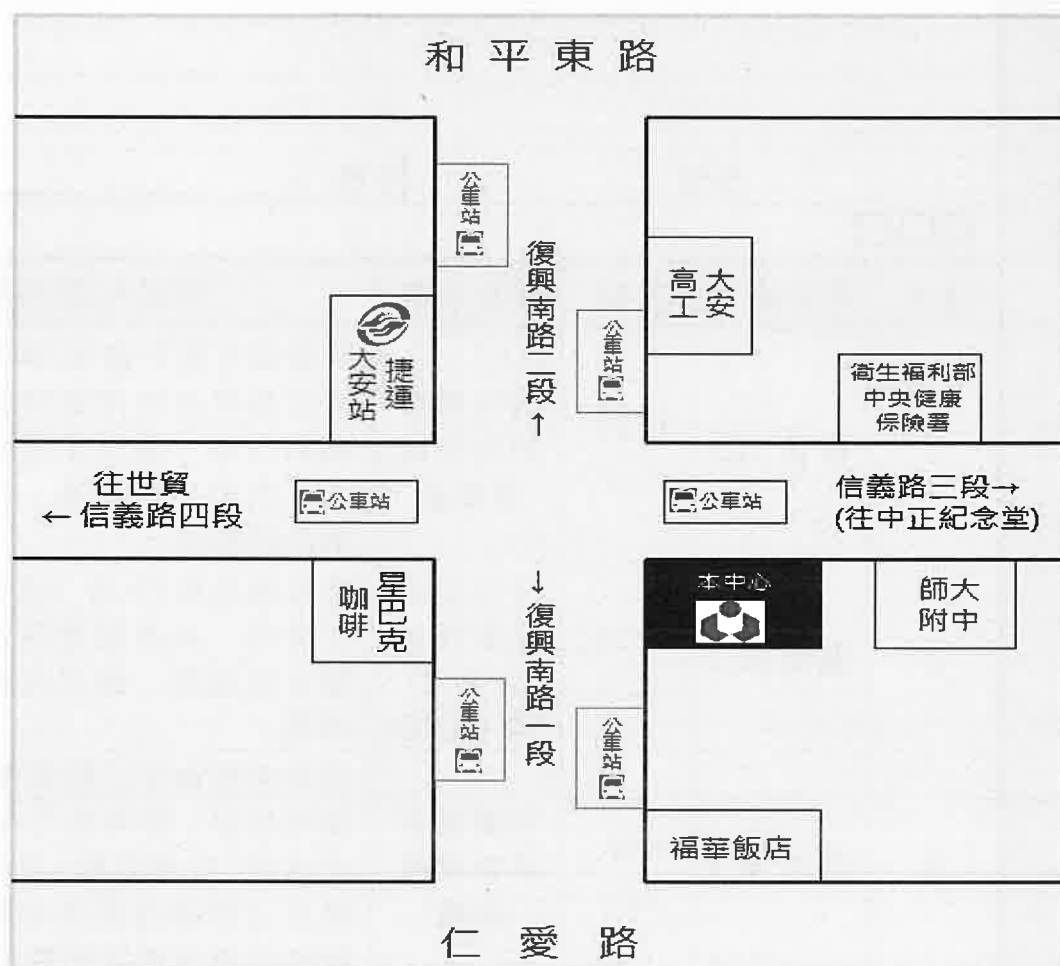 和平東路
公車站
復興南路二段↑
大安
高工
捷運
大安站
公車站
衛生福利部
中央健康
保險署
往世貿
← 信義路四段
公車站
公車站
信義路三段→
(往中正紀念堂)
星巴克
咖啡
↓復興南路一段
本中心
師大
附中
公車站
公車站
福華飯店
仁愛路